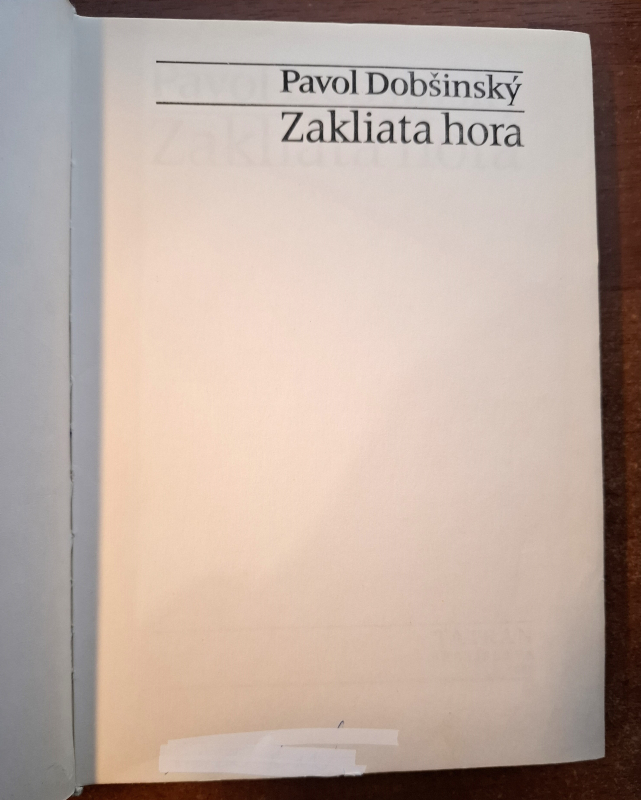 Pavol Dobšinský
Zakliata hora